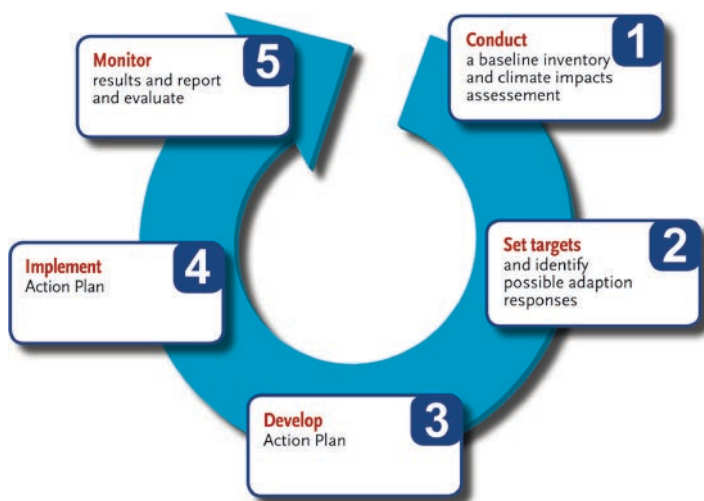 1
Conduct
a baseline inventory
and climate impacts
assessement
2
Set targets
and identify
possible adaption
responses
3
Develop
Action Plan
4
Implement
Action Plan
5
Monitor
results and report
and evaluate